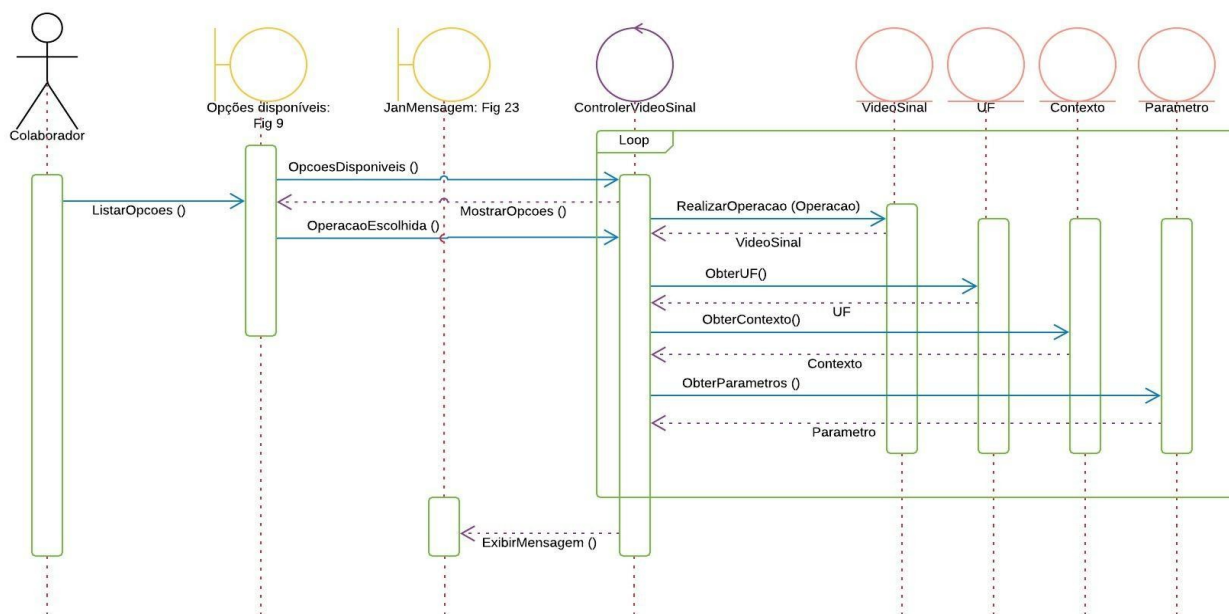 Colaborador
Opções disponíveis:
Fig 9
JanMensagem: Fig 23
ControlerVideoSinal
VideoSinal
UF
Contexto
Parametro
Loop
OpcoesDisponiveis ()
ListarOpcoes ()
MostrarOpcoes ()
RealizarOperacao (Operacao)
OperacaoEscolhida ()
VideoSinal
ObterUF()
UF
ObterContexto()
Contexto
ObterParametros ()
Parametro
ExibirMensagem ()